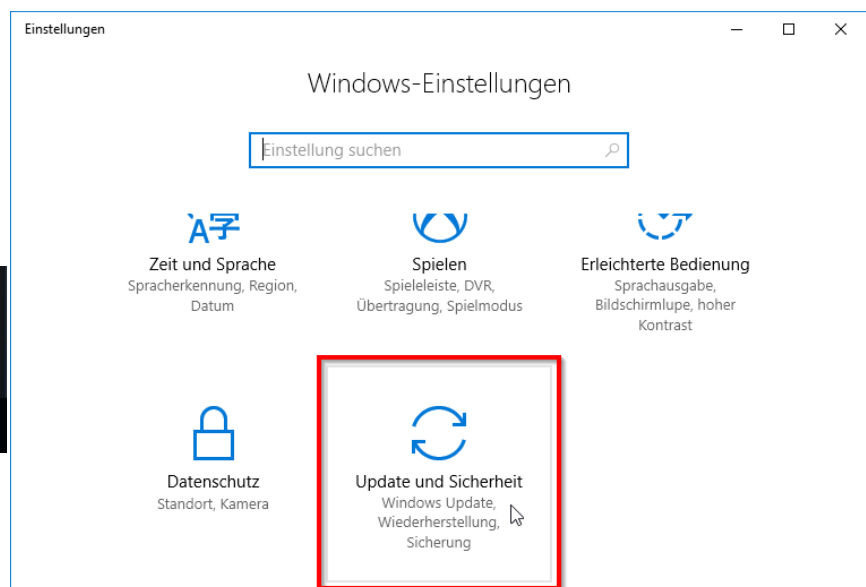 Einstellungen
Windows-Einstellungen
Einstellung suchen
Zeit und Sprache
Spracherkennung, Region,
Datum
Spielen
Spieleleiste, DVR,
Übertragung, Spielmodus
Erleichterte Bedienung
Sprachausgabe,
Bildschirmlupe, hoher
Kontrast
Datenschutz
Standort, Kamera
Update und Sicherheit
Windows Update,
Wiederherstellung,
Sicherung